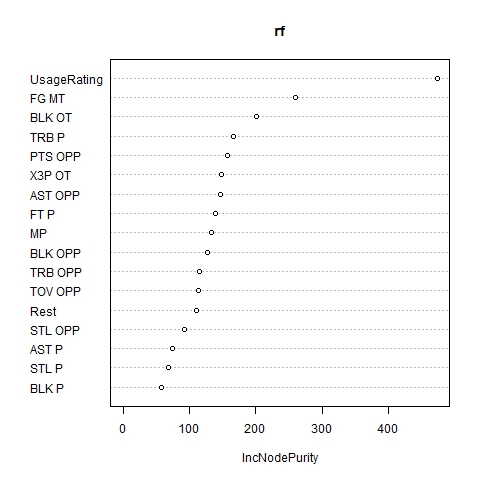 rf
UsageRating
FG MT
BLK OT
TRB P
PTS OPP
X3P OT
AST OPP
FT P
MP
BLK OPP
TRB OPP
TOV OPP
Rest
STL OPP
AST P
STL P
BLK P
0 100 200 300 400
IncNodePurity